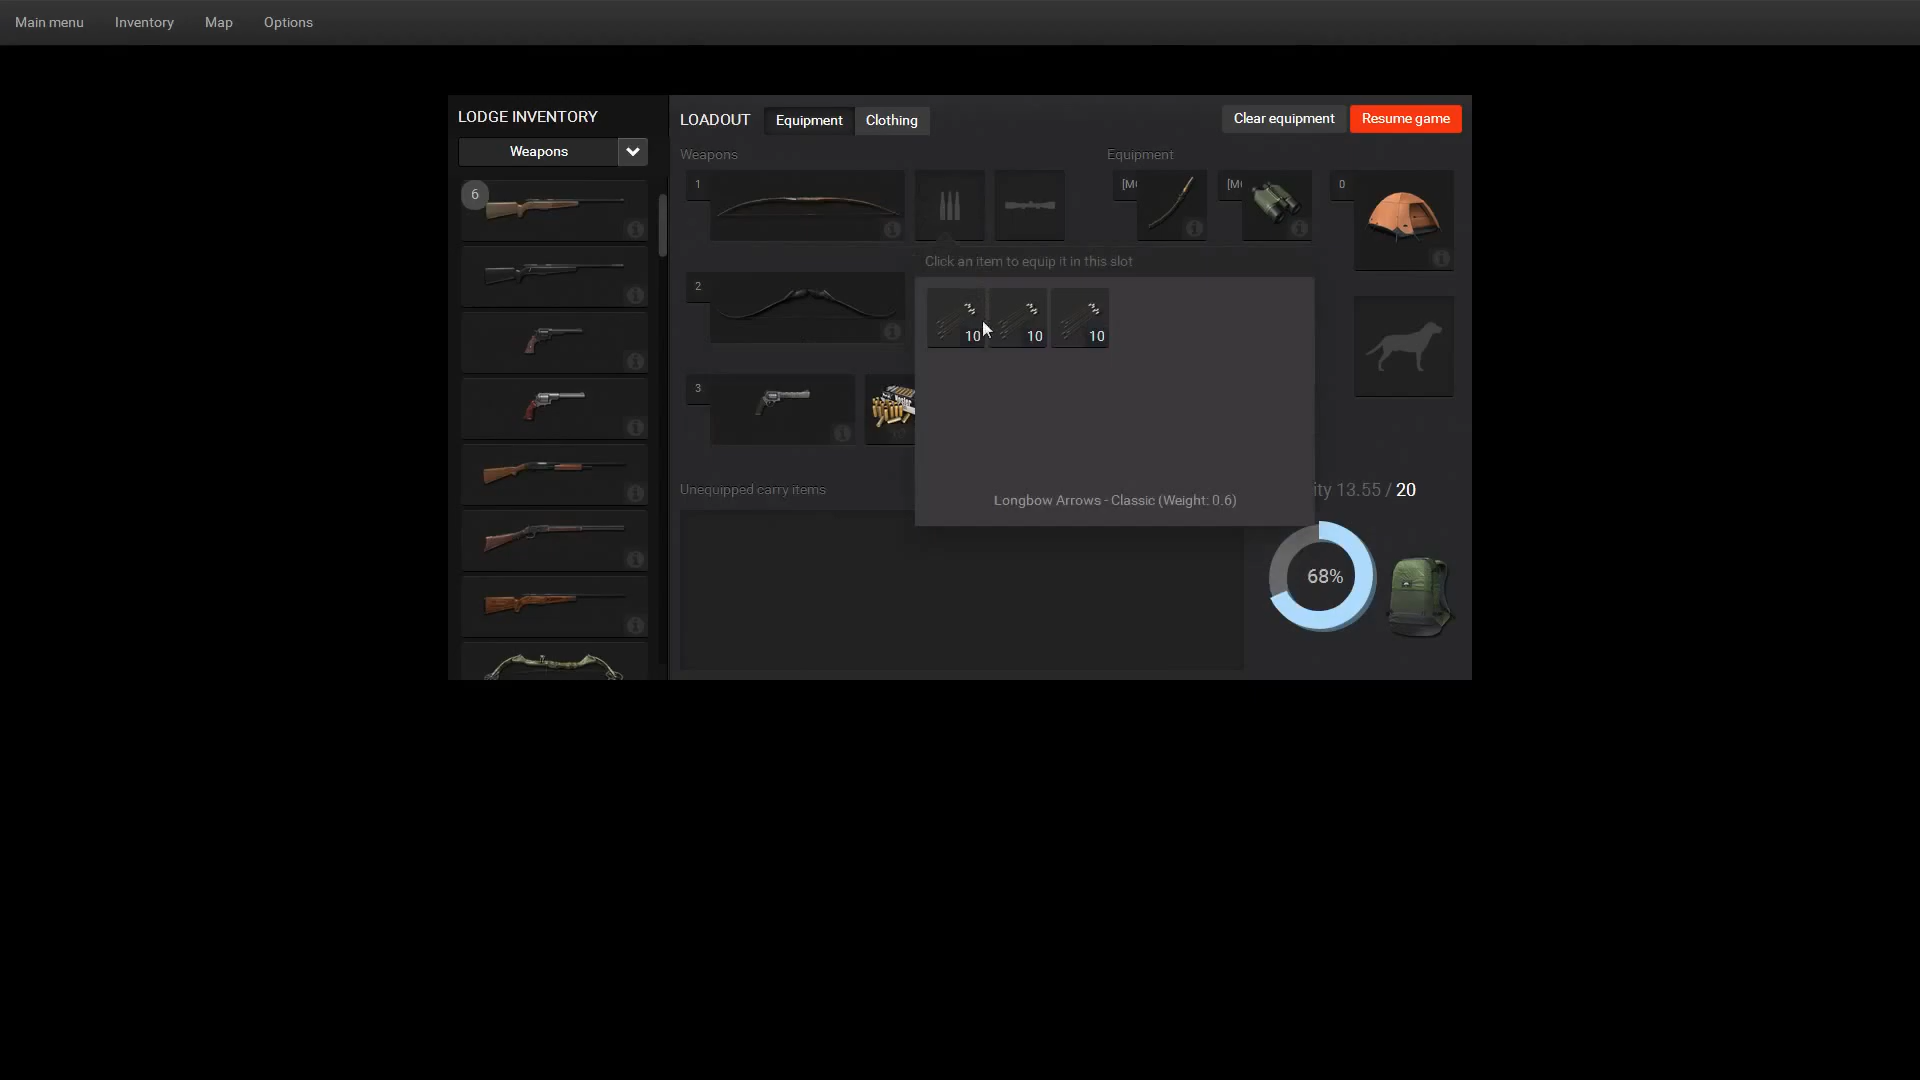 Main menu
Inventory
Map
Options
LODGE INVENTORY
Weapons
6
LOADOUT
Equipment
Clothing
Clear equipment
Resume game
Weapons
Equipment
1
[M
[M
0
Click an item to equip it in this slot
2
10
10
10
3
Longbow Arrows - Classic (Weight: 0.6)
Unequipped carry items
ity 13.55 / 20
68%